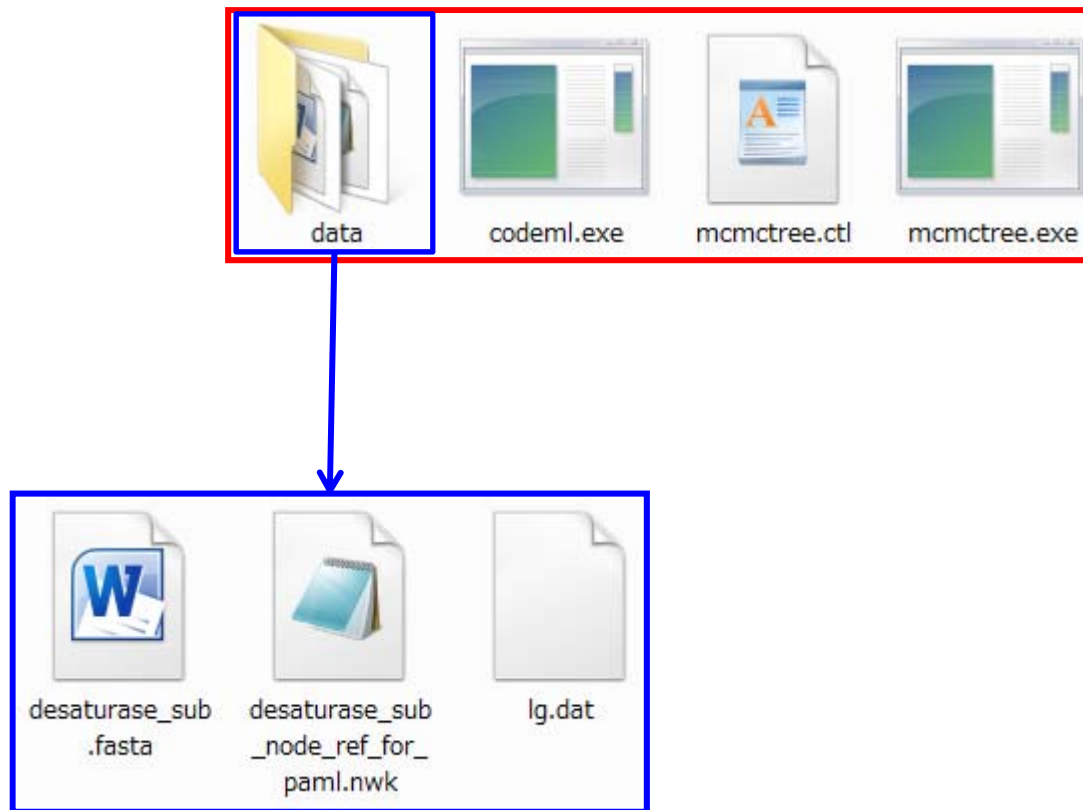 data
codeml.exe
mcmctree.ctl
mcmctree.exe
desaturase_sub
.fasta
desaturase_sub
_node_ref_for_
paml.nwk
lg.dat